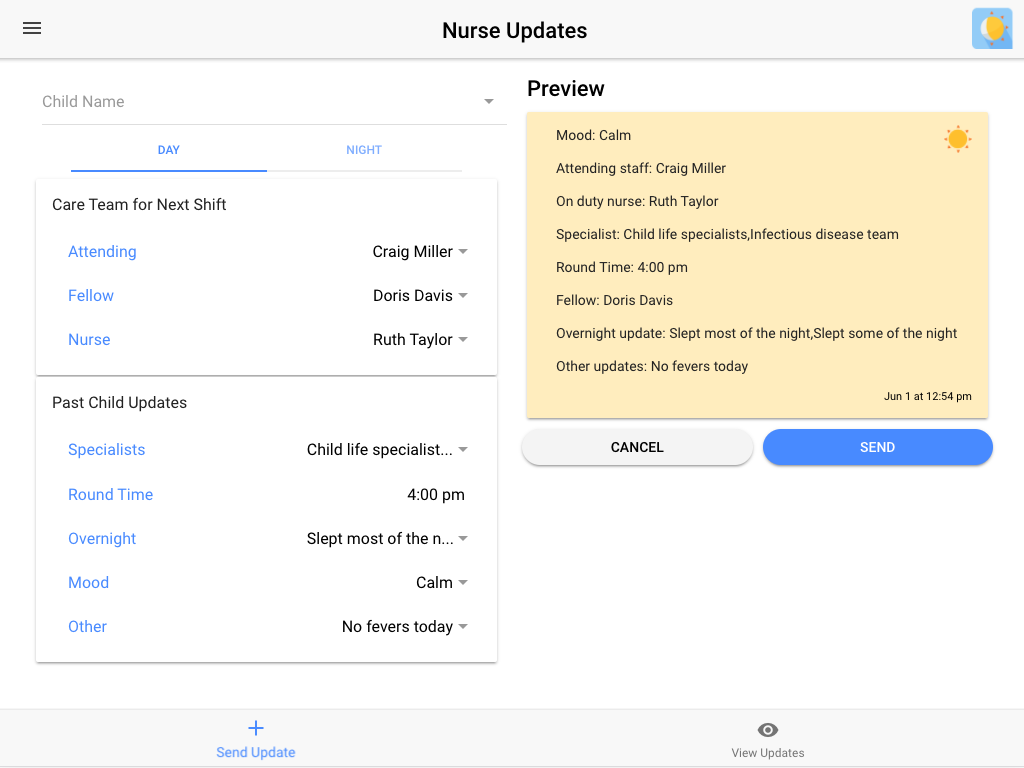 Nurse Updates
Child Name
DAY NIGHT
Care Team for Next Shift
Attending Craig Miller
Fellow Doris Davis
Nurse Ruth Taylor
Past Child Updates
Specialists Child life specialist...
Round Time 4:00 pm
Overnight Slept most of the n...
Mood Calm
Other No fevers today
Preview
Mood: Calm
Attending staff: Craig Miller
On duty nurse: Ruth Taylor
Specialist: Child life specialists,Infectious disease team
Round Time: 4:00 pm
Fellow: Doris Davis
Overnight update: Slept most of the night,Slept some of the night
Other updates: No fevers today
Jun 1 at 12:54 pm
CANCEL SEND
Send Update View Updates